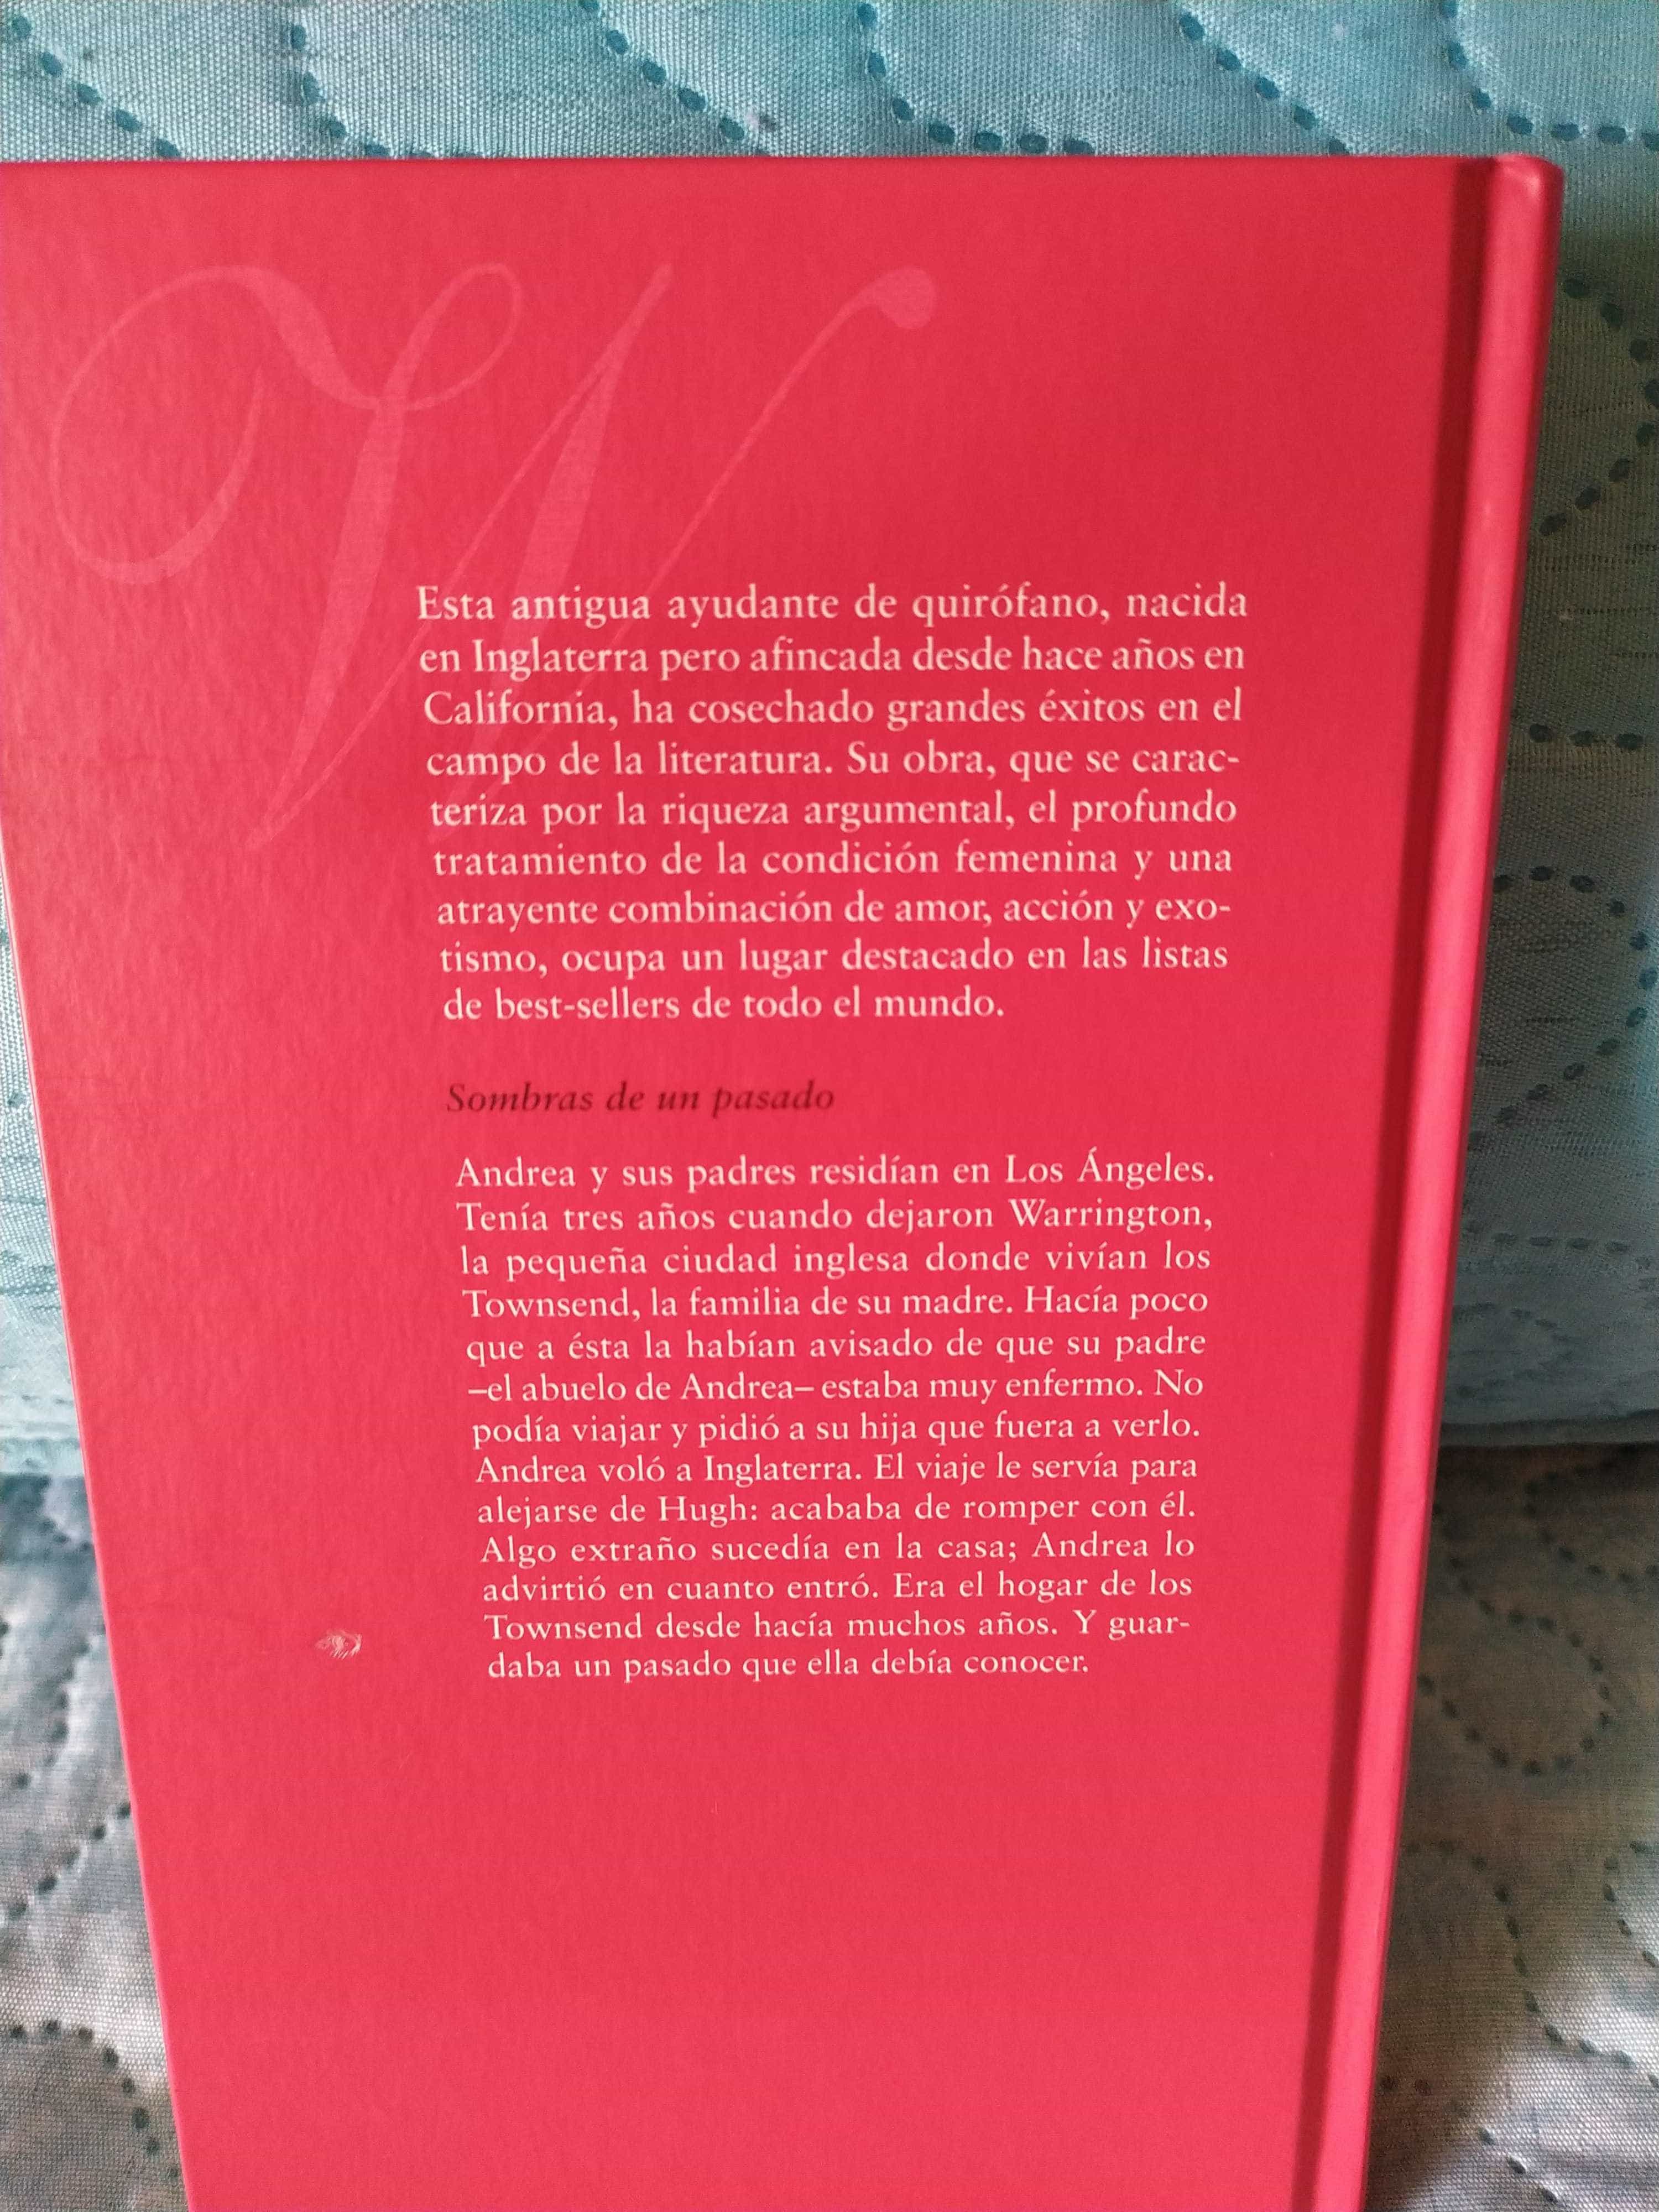 W
Esta antigua ayudante de quirófano, nacida
en Inglaterra pero afincada desde hace años en
California, ha cosechado grandes éxitos en el
campo de la literatura. Su obra, que se carac-
teriza por la riqueza argumental, el profundo
tratamiento de la condición femenina y una
atrayente combinación de amor, acción y exo-
tismo, ocupa un lugar destacado en las listas
de best-sellers de todo el mundo.
Sombras de un pasado
Andrea y sus padres residían en Los Ángeles.
Tenía tres años cuando dejaron Warrington,
la pequeña ciudad inglesa donde vivían los
Townsend, la familia de su madre. Hacía poco
que a ésta la habían avisado de que su padre
–el abuelo de Andrea– estaba muy enfermo. No
podía viajar y pidió a su hija que fuera a verlo.
Andrea voló a Inglaterra. El viaje le servía para
alejarse de Hugh: acababa de romper con él.
Algo extraño sucedía en la casa; Andrea lo
advirtió en cuanto entró. Era el hogar de los
Townsend desde hacía muchos años. Y guar-
daba un pasado que ella debía conocer.